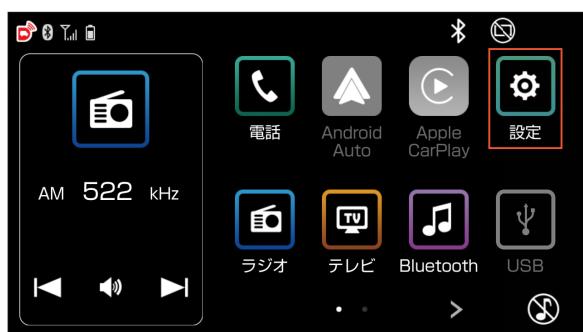 電話
Android
Auto
Apple
CarPlay
設定
AM 522 kHz
ラジオ
TV
テレビ
Bluetooth
USB